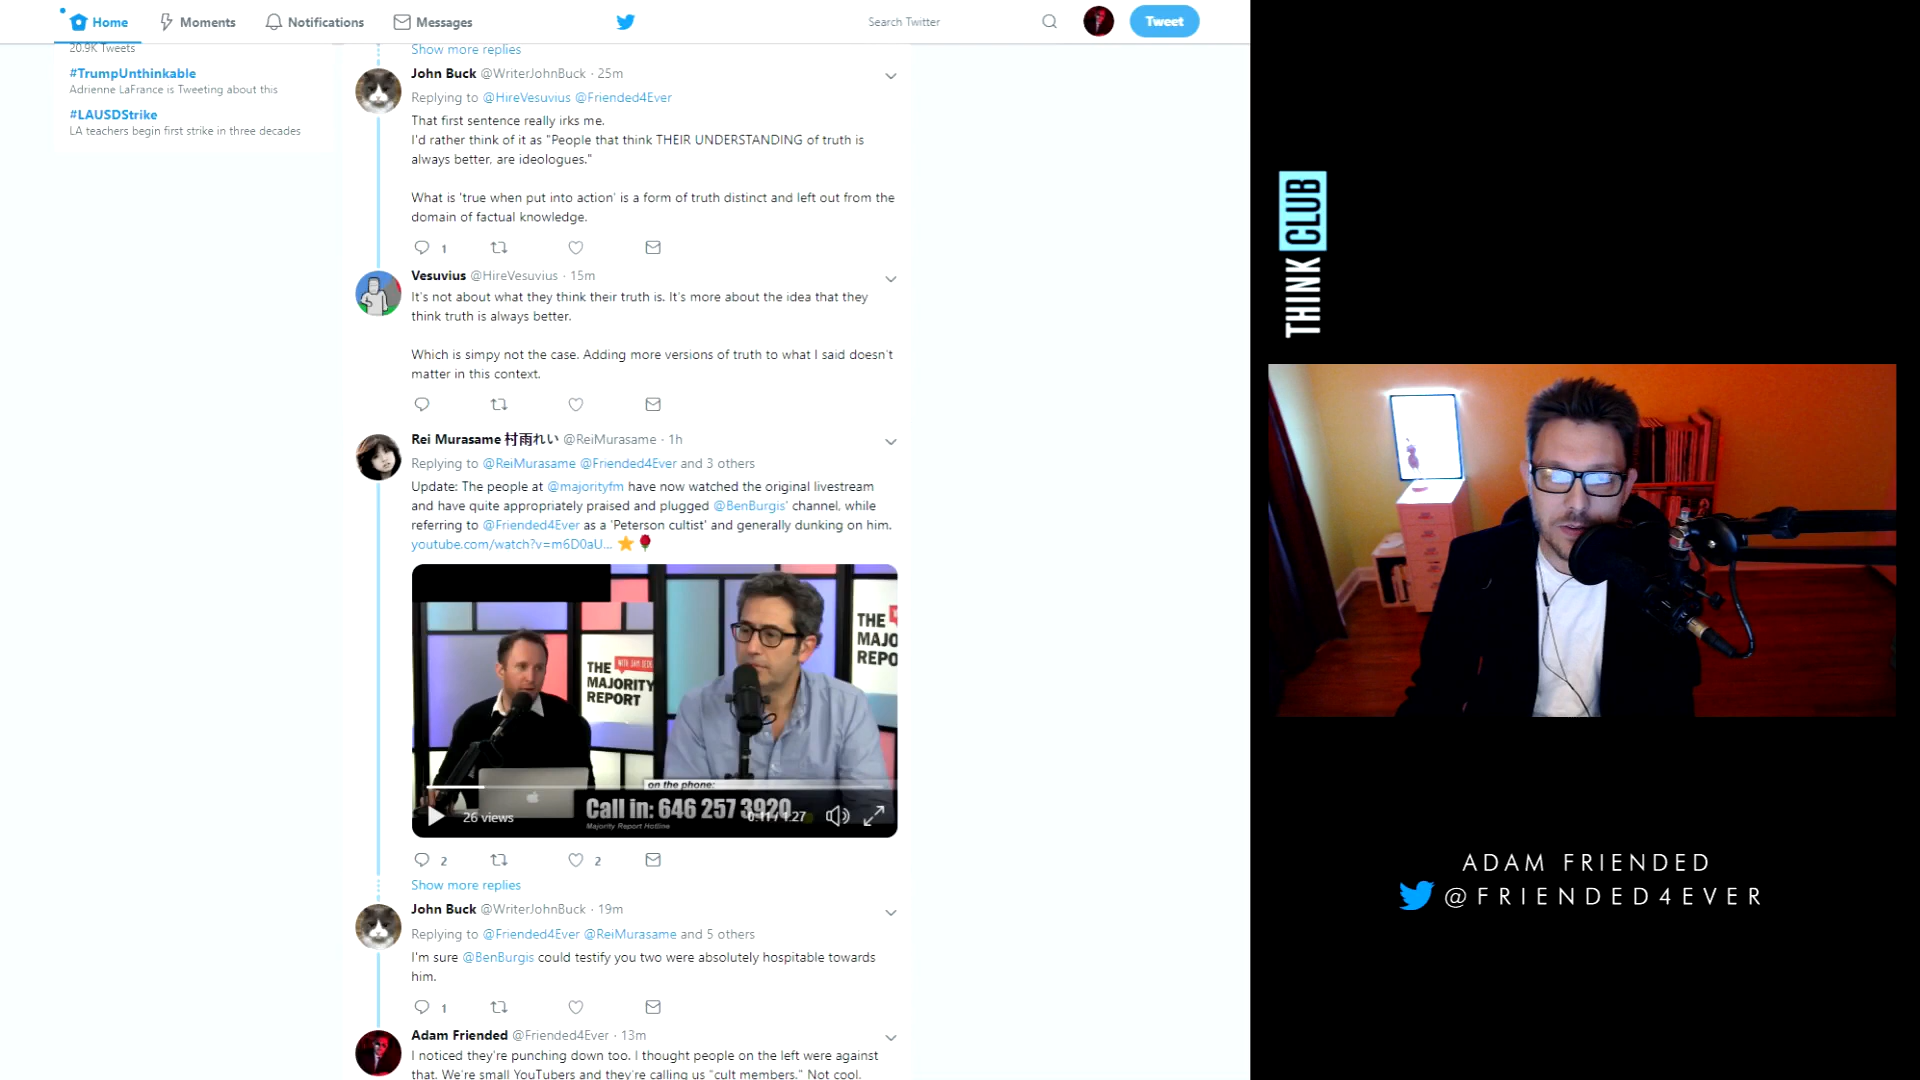 Home
Moments
Notifications
Messages
Search Twitter
Tweet
20.9K Tweets
#TrumpUnthinkable
Adrienne LaFrance is Tweeting about this
#LAUSDStrike
LA teachers begin first strike in three decades
Show more replies
John Buck @WriterJohnBuck · 25m
Replying to @HireVesuvius @Friended4Ever
That first sentence really irks me.
I'd rather think of it as "People that think THEIR UNDERSTANDING of truth is
always better, are ideologues."
What is 'true when put into action' is a form of truth distinct and left out from the
domain of factual knowledge.
1
Vesuvius @HireVesuvius · 15m
It's not about what they think their truth is. It's more about the idea that they
think truth is always better.
Which is simpy not the case. Adding more versions of truth to what I said doesn't
matter in this context.
Rei Murasame 村雨れい @ReiMurasame · 1h
Replying to @ReiMurasame @Friended4Ever and 3 others
Update: The people at @majorityfm have now watched the original livestream
and have quite appropriately praised and plugged @BenBurgis' channel, while
referring to @Friended4Ever as a 'Peterson cultist' and generally dunking on him.
youtube.com/watch?v=m6D0aU...
THE
MAJORITY
REPORT
THE
MAJO
REPO
on the phone:
Call in: 646 257 3920
Majority Report Hotline
26 views
0:11 / 1:27
2
2
Show more replies
John Buck @WriterJohnBuck · 19m
Replying to @Friended4Ever @ReiMurasame and 5 others
I'm sure @BenBurgis could testify you two were absolutely hospitable towards
him.
1
Adam Friended @Friended4Ever · 13m
I noticed they're punching down too. I thought people on the left were against
that. We're small YouTubers and they're calling us "cult members." Not cool.
THINK CLUB
ADAM FRIENDED
@FRIENDED4EVER